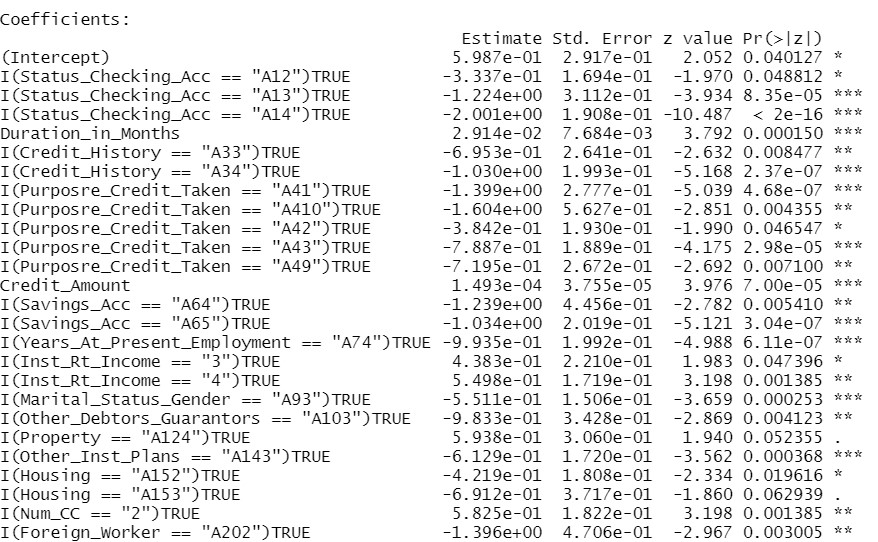 Coefficients:
Estimate Std. Error z value Pr(>|z|)
(Intercept) 5.987e-01 2.917e-01 2.052 0.040127 *
I(Status_Checking_Acc == "A12")TRUE -3.337e-01 1.694e-01 -1.970 0.048812 *
I(Status_Checking_Acc == "A13")TRUE -1.224e+00 3.112e-01 -3.934 8.35e-05 ***
I(Status_Checking_Acc == "A14")TRUE -2.001e+00 1.908e-01 -10.487 < 2e-16 ***
Duration_in_Months 2.914e-02 7.684e-03 3.792 0.000150 ***
I(Credit_History == "A33")TRUE -6.953e-01 2.641e-01 -2.632 0.008477 **
I(Credit_History == "A34")TRUE -1.030e+00 1.993e-01 -5.168 2.37e-07 ***
I(Purposre_Credit_Taken == "A41")TRUE -1.399e+00 2.777e-01 -5.039 4.68e-07 ***
I(Purposre_Credit_Taken == "A410")TRUE -1.604e+00 5.627e-01 -2.851 0.004355 **
I(Purposre_Credit_Taken == "A42")TRUE -3.842e-01 1.930e-01 -1.990 0.046547 *
I(Purposre_Credit_Taken == "A43")TRUE -7.887e-01 1.889e-01 -4.175 2.98e-05 ***
I(Purposre_Credit_Taken == "A49")TRUE -7.195e-01 2.672e-01 -2.692 0.007100 **
Credit_Amount 1.493e-04 3.755e-05 3.976 7.00e-05 ***
I(Savings_Acc == "A64")TRUE -1.239e+00 4.456e-01 -2.782 0.005410 **
I(Savings_Acc == "A65")TRUE -1.034e+00 2.019e-01 -5.121 3.04e-07 ***
I(Years_At_Present_Employment == "A74")TRUE -9.935e-01 1.992e-01 -4.988 6.11e-07 ***
I(Inst_Rt_Income == "3")TRUE 4.383e-01 2.210e-01 1.983 0.047396 *
I(Inst_Rt_Income == "4")TRUE 5.498e-01 1.719e-01 3.198 0.001385 **
I(Marital_Status_Gender == "A93")TRUE -5.511e-01 1.506e-01 -3.659 0.000253 ***
I(Other_Debtors_Guarantors == "A103")TRUE -9.833e-01 3.428e-01 -2.869 0.004123 **
I(Property == "A124")TRUE 5.938e-01 3.060e-01 1.940 0.052355 .
I(Other_Inst_Plans == "A143")TRUE -6.129e-01 1.720e-01 -3.562 0.000368 ***
I(Housing == "A152")TRUE -4.219e-01 1.808e-01 -2.334 0.019616 *
I(Housing == "A153")TRUE -6.912e-01 3.717e-01 -1.860 0.062939 .
I(Num_CC == "2")TRUE 5.825e-01 1.822e-01 3.198 0.001385 **
I(Foreign_Worker == "A202")TRUE -1.396e+00 4.706e-01 -2.967 0.003005 **